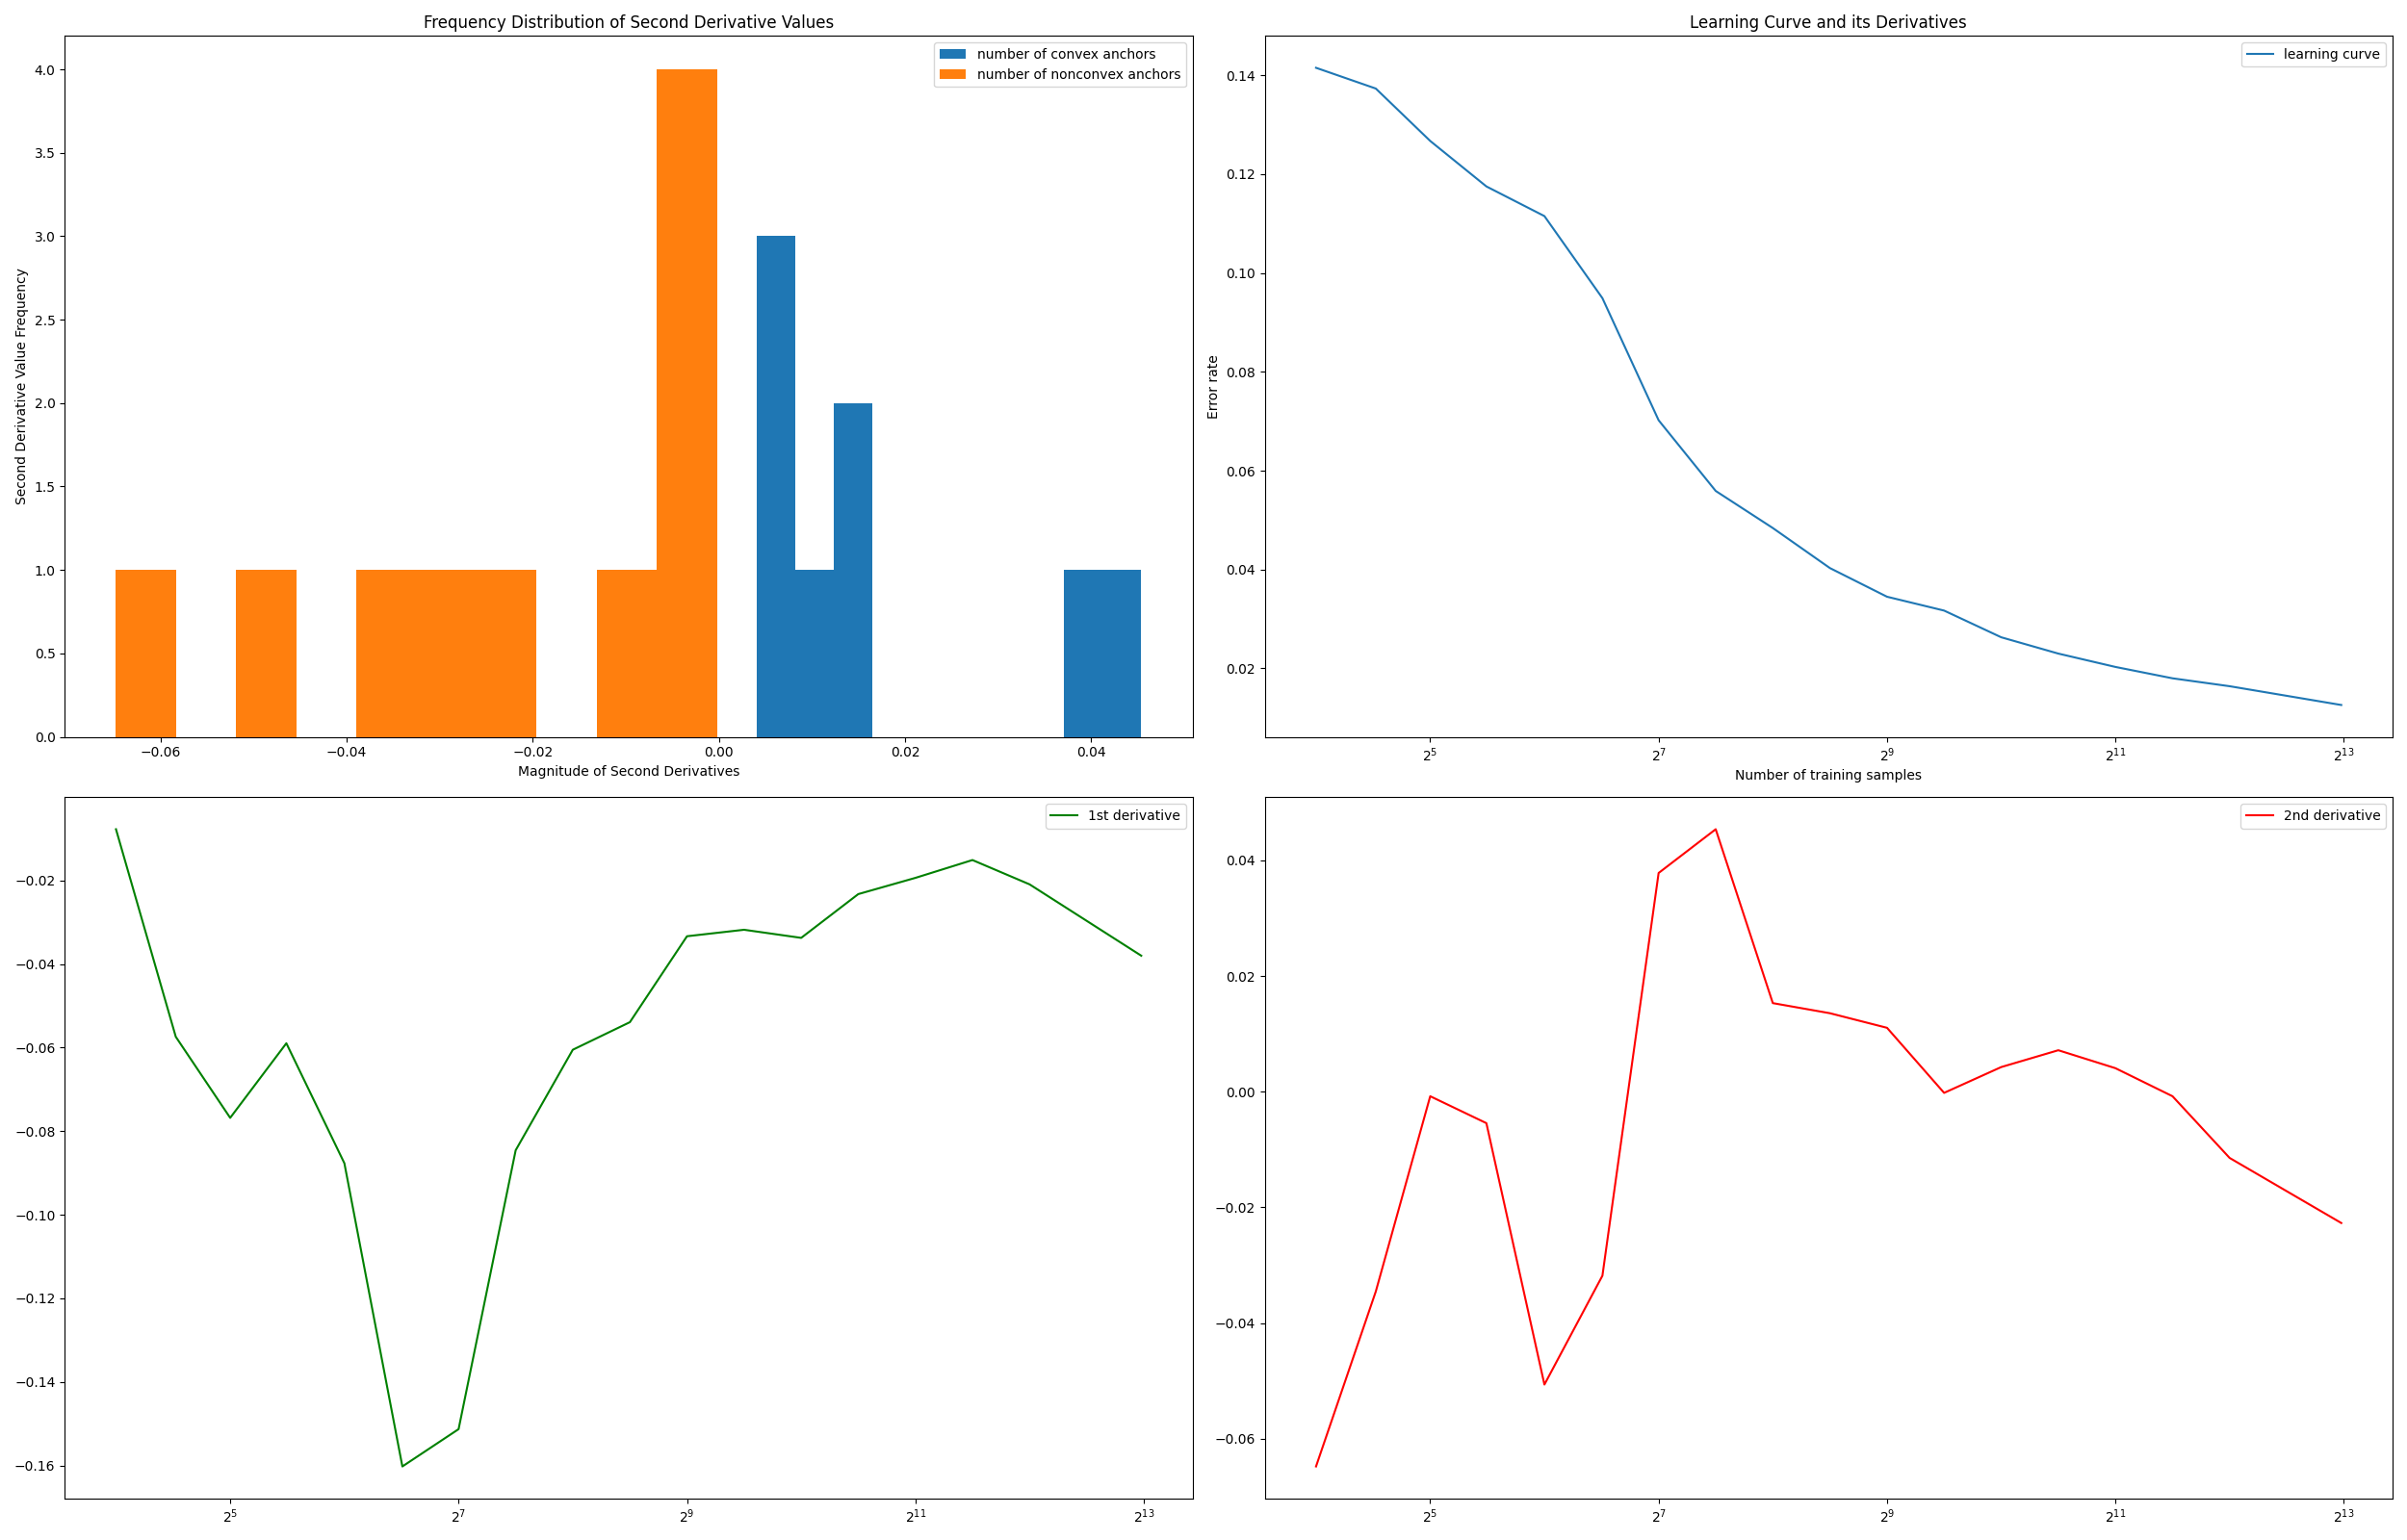 Frequency Distribution of Second Derivative Values
number of convex anchors
number of nonconvex anchors
4.0
3.5
3.0
2.5
2.0
1.5
1.0
0.5
0.0
Second Derivative Value Frequency
−0.06 −0.04 −0.02 0.00 0.02 0.04
Magnitude of Second Derivatives
Learning Curve and its Derivatives
learning curve
0.14
0.12
0.10
0.08
0.06
0.04
0.02
Error rate
2^5 2^7 2^9 2^11 2^13
Number of training samples
1st derivative
−0.02
−0.04
−0.06
−0.08
−0.10
−0.12
−0.14
−0.16
2^5 2^7 2^9 2^11 2^13
2nd derivative
0.04
0.02
0.00
−0.02
−0.04
−0.06
2^5 2^7 2^9 2^11 2^13